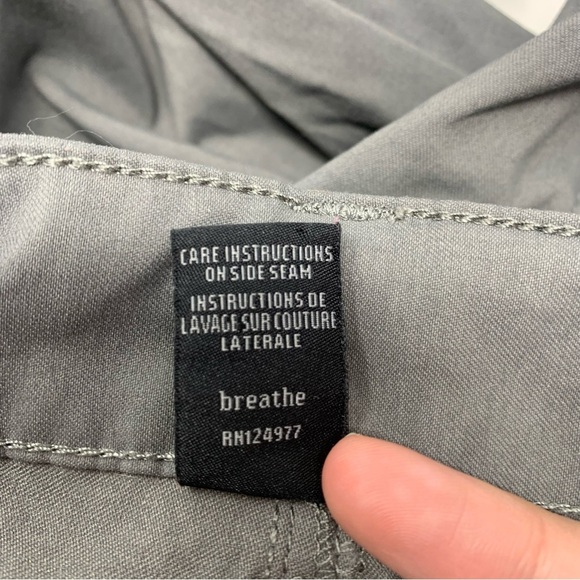 CARE INSTRUCTIONS
ON SIDE SEAM
INSTRUCTIONS DE
LAVAGE SUR COUTURE
LATERALE
breathe
RN124977